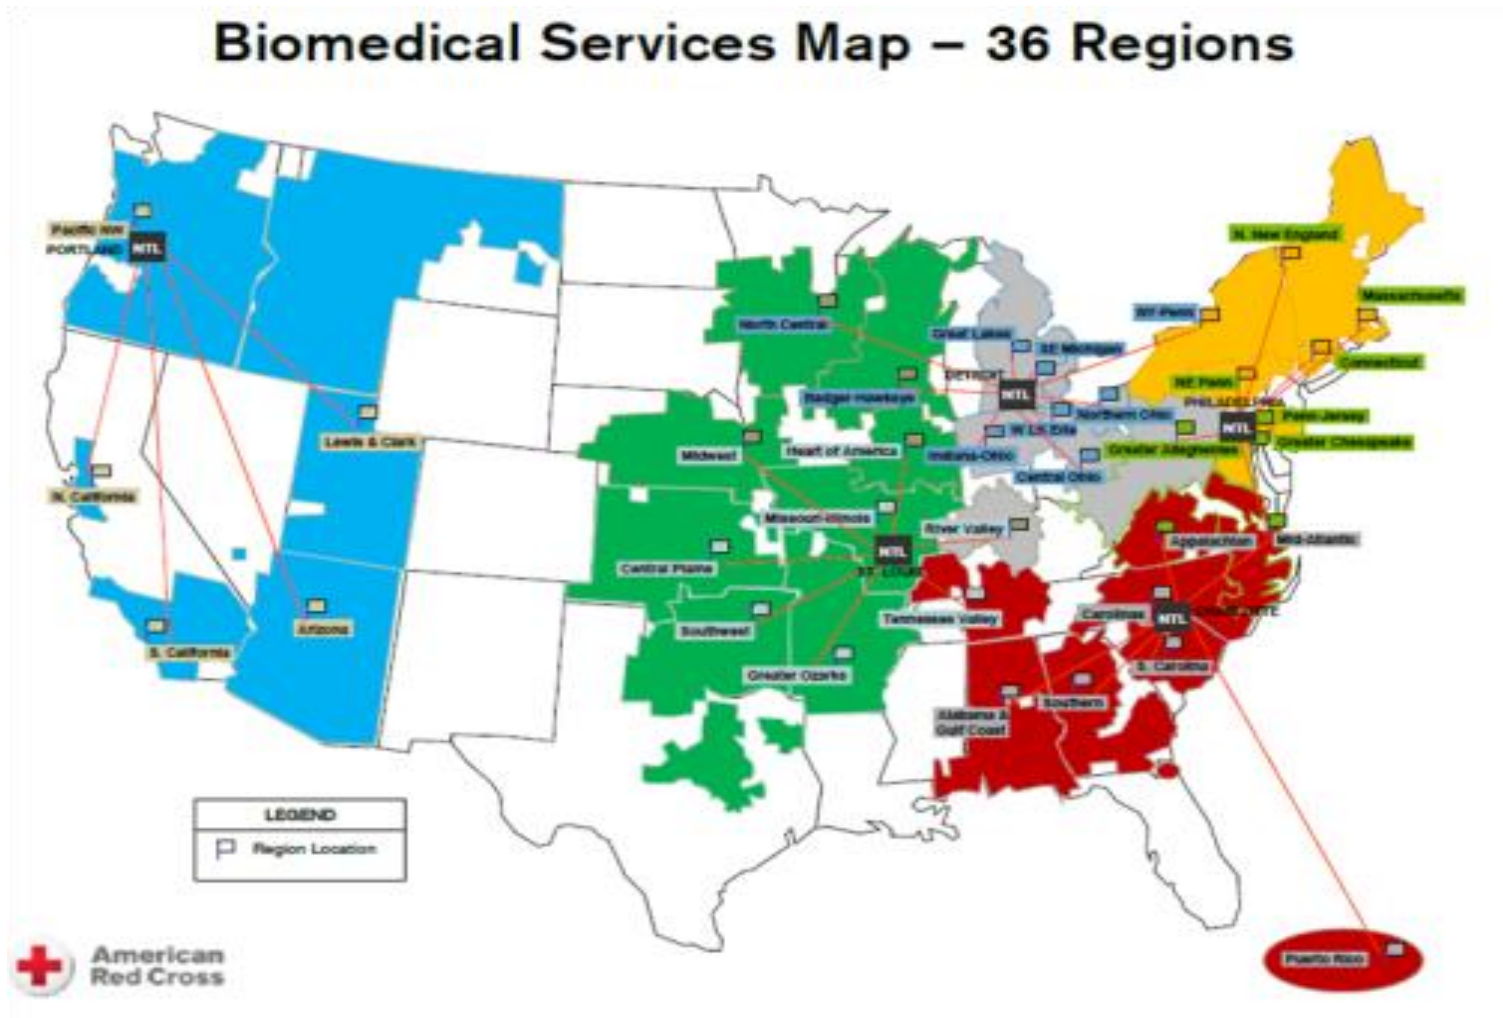 Biomedical Services Map – 36 Regions
N. New England
Pacific NW
PORTLAND
NTL
Massachusetts
NY-Penn
North Central
Great Lakes
SE Michigan
Connecticut
DETROIT
NTL
NE Penn
Badger-Hawkeye
PHILADELPHIA
NTL
Northern Ohio
Penn-Jersey
W Lk Erie
Lewis & Clark
Greater Chesapeake
Midwest
Heart of America
Indiana-Ohio
Greater Alleghenies
Central Ohio
N. California
Missouri-Illinois
River Valley
Appalachian
Mid-Atlantic
NTL
ST. LOUIS
Central Plains
Arizona
Southwest
Tennessee Valley
Carolinas
NTL
CHARLOTTE
S. California
Greater Ozarks
S. Carolina
Southern
Alabama &
Gulf Coast
LEGEND
Region Location
American
Red Cross
Puerto Rico